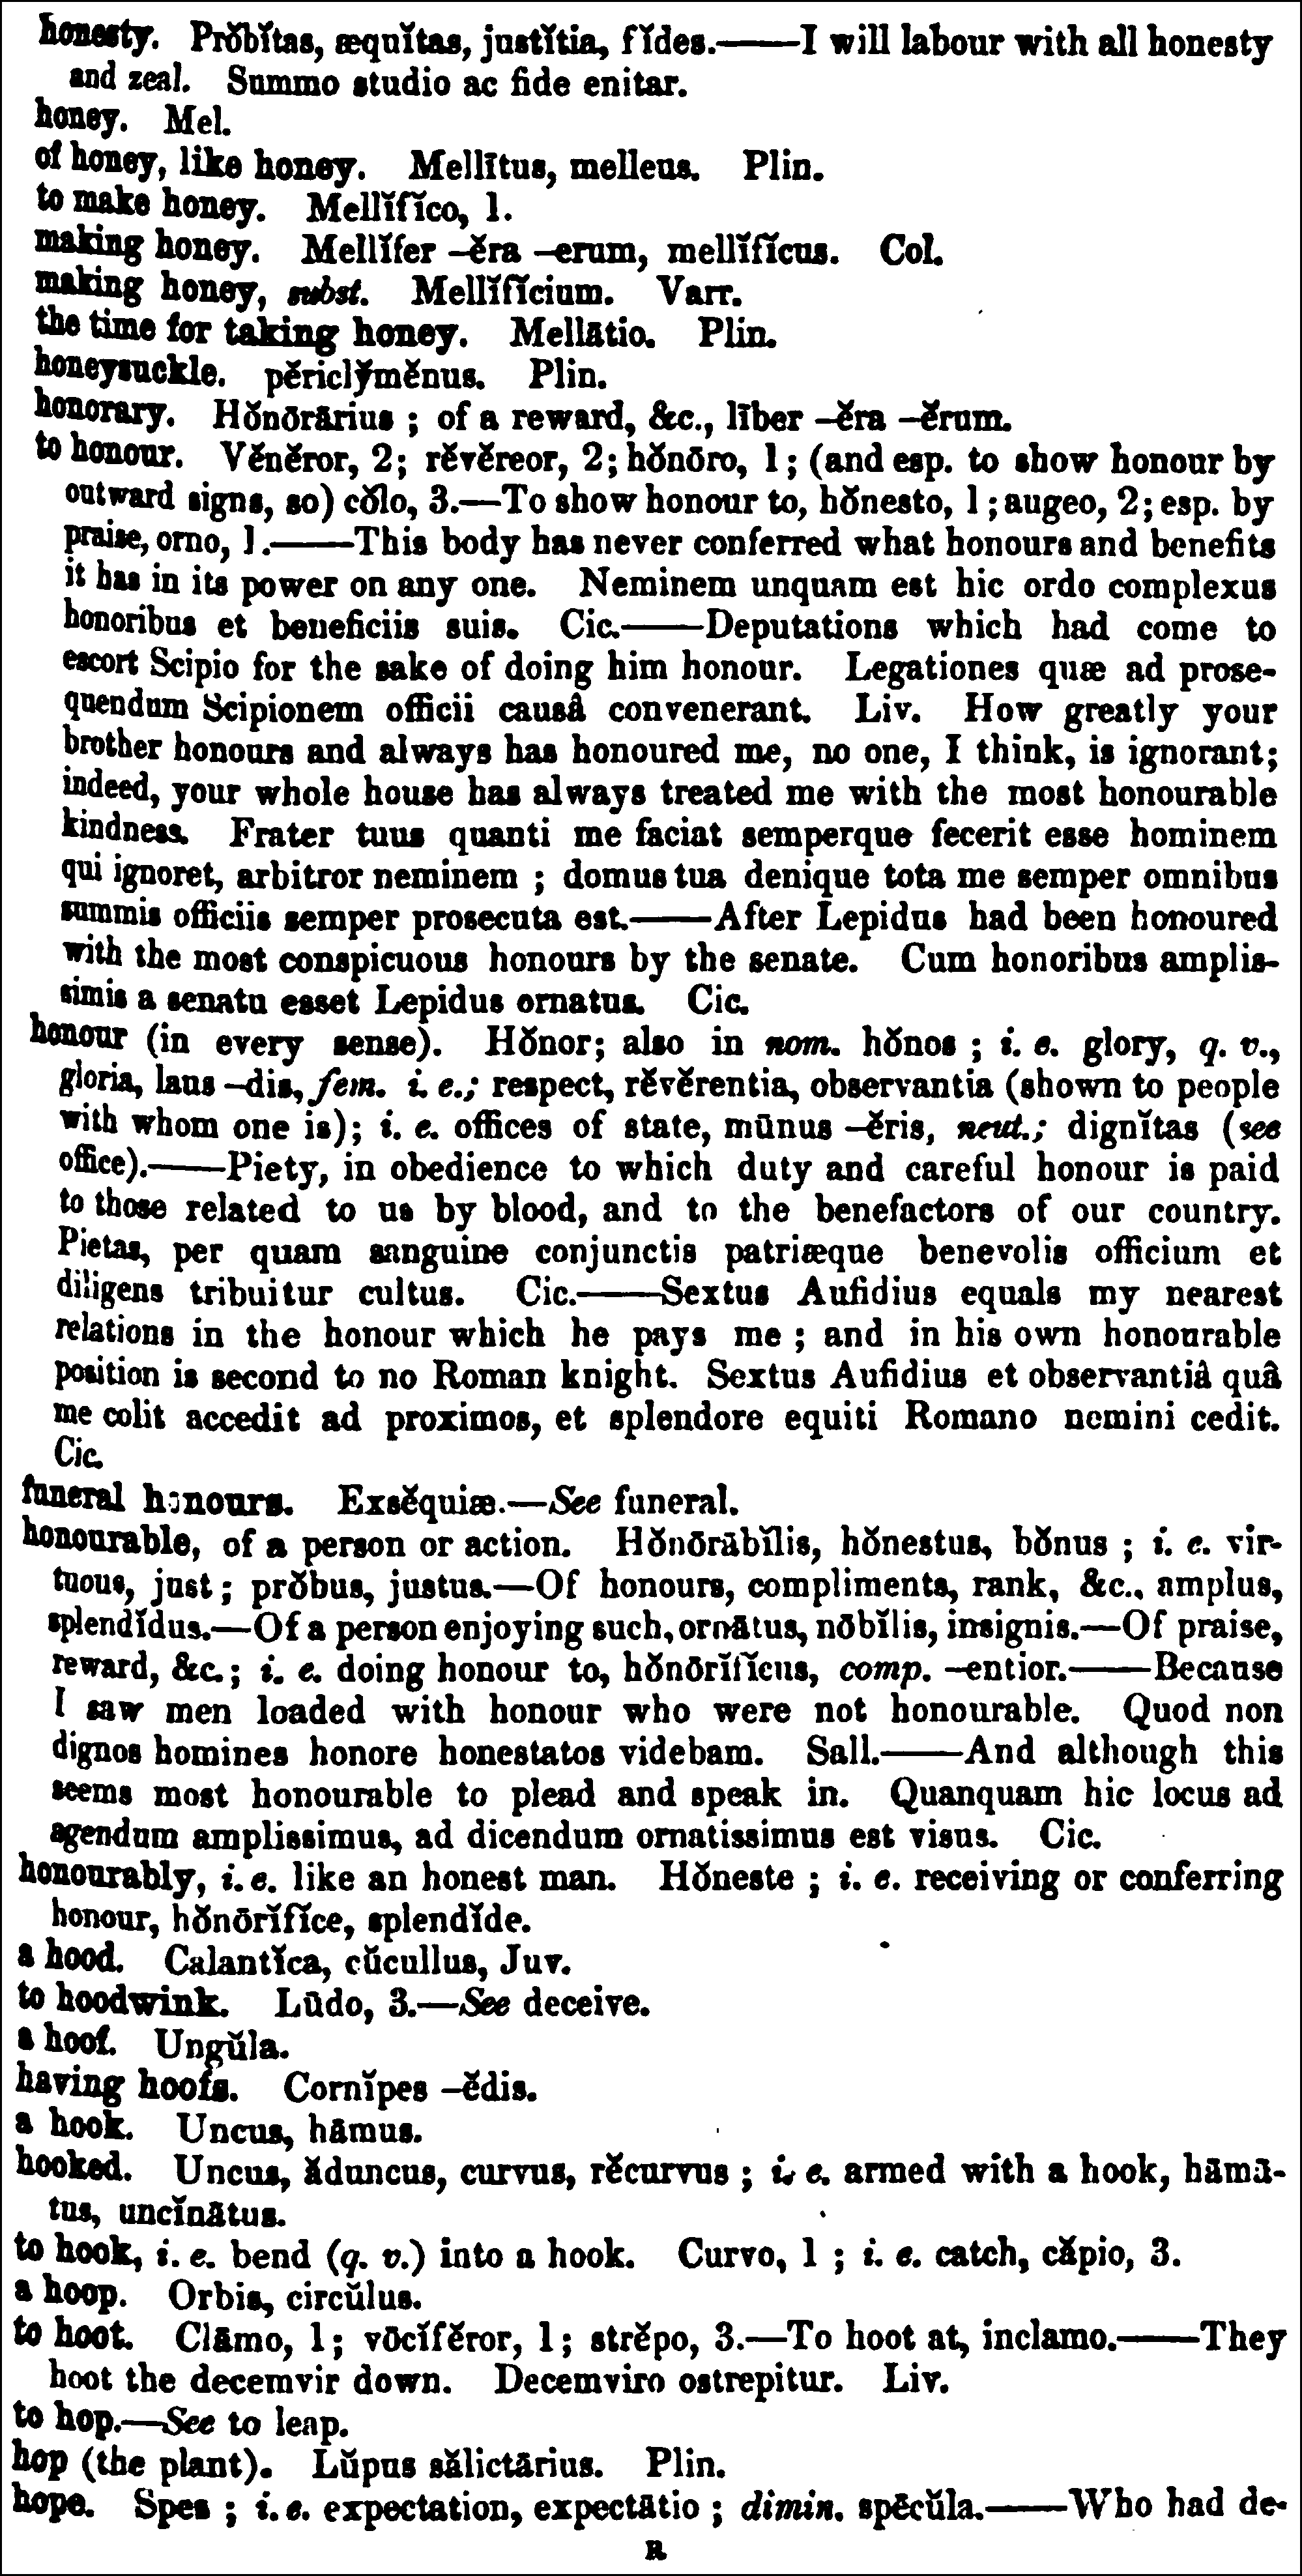 honesty. Prŏbĭtas, æquĭtas, justĭtia, fĭdes.——I will labour with all honesty
and zeal. Summo studio ac fide enitar.
honey. Mel.
of honey, like honey. Mellītus, melleus. Plin.
to make honey. Mellĭfĭco, 1.
making honey. Mellĭfer –ĕra –erum, mellĭfĭcus. Col.
making honey, subst. Mellĭfĭcium. Varr.
the time for taking honey. Mellātio. Plin.
honeysuckle. pĕriclўmĕnus. Plin.
honorary. Hŏnōrārius ; of a reward, &c., līber –ĕra –ĕrum.
to honour. Vĕnĕror, 2; rĕvĕreor, 2; hŏnōro, 1; (and esp. to show honour by
outward signs, so) cŏlo, 3.—To show honour to, hŏnesto, 1; augeo, 2; esp. by
praise, orno, 1.——This body has never conferred what honours and benefits
it has in its power on any one. Neminem unquam est hic ordo complexus
honoribus et beneficiis suis. Cic.——Deputations which had come to
escort Scipio for the sake of doing him honour. Legationes quæ ad prose-
quendum Scipionem officii causâ convenerant. Liv. How greatly your
brother honours and always has honoured me, no one, I think, is ignorant;
indeed, your whole house has always treated me with the most honourable
kindness. Frater tuus quanti me faciat semperque fecerit esse hominem
qui ignoret, arbitror neminem ; domus tua denique tota me semper omnibus
summis officiis semper prosecuta est.——After Lepidus had been honoured
with the most conspicuous honours by the senate. Cum honoribus amplis-
simis a senatu esset Lepidus ornatus. Cic.
honour (in every sense). Hŏnor; also in nom. hŏnos ; i. e. glory, q. v.,
gloria, laus –dis, fem. i. e.; respect, rĕvĕrentia, observantia (shown to people
with whom one is); i. e. offices of state, mūnus –ĕris, neut.; dignĭtas (see
office).——Piety, in obedience to which duty and careful honour is paid
to those related to us by blood, and to the benefactors of our country.
Pietas, per quam sanguine conjunctis patriæque benevolis officium et
diligens tribuitur cultus. Cic.——Sextus Aufidius equals my nearest
relations in the honour which he pays me ; and in his own honourable
position is second to no Roman knight. Sextus Aufidius et observantiâ quâ
me colit accedit ad proximos, et splendore equiti Romano nemini cedit.
Cic.
funeral honours. Exsĕquiæ.—See funeral.
honourable, of a person or action. Hŏnōrābĭlis, hŏnestus, bŏnus ; i. e. vir-
tuous, just ; prŏbus, justus.—Of honours, compliments, rank, &c., amplus,
splendĭdus.—Of a person enjoying such, ornātus, nōbĭlis, insignis.—Of praise,
reward, &c.; i. e. doing honour to, hŏnōrĭfĭcus, comp. –entior.——Because
I saw men loaded with honour who were not honourable. Quod non
dignos homines honore honestatos videbam. Sall.——And although this
seems most honourable to plead and speak in. Quanquam hic locus ad
agendum amplissimus, ad dicendum ornatissimus est visus. Cic.
honourably, i. e. like an honest man. Hŏneste ; i. e. receiving or conferring
honour, hŏnōrĭfĭce, splendĭde.
a hood. Calantĭca, cŭcullus, Juv.
to hoodwink. Lūdo, 3.—See deceive.
a hoof. Ungŭla.
having hoofs. Cornĭpes –ĕdis.
a hook. Uncus, hāmus.
hooked. Uncus, ăduncus, curvus, rĕcurvus ; i. e. armed with a hook, hāmā-
tus, uncĭnātus.
to hook, i. e. bend (q. v.) into a hook. Curvo, 1 ; i. e. catch, căpio, 3.
a hoop. Orbis, circŭlus.
to hoot. Clāmo, 1; vōcĭfĕror, 1; strĕpo, 3.—To hoot at, inclamo.——They
hoot the decemvir down. Decemviro ostrepitur. Liv.
to hop.—See to leap.
hop (the plant). Lŭpus sălictārius. Plin.
hope. Spes ; i. e. expectation, expectātio ; dimin. spēcŭla.——Who had de-
R